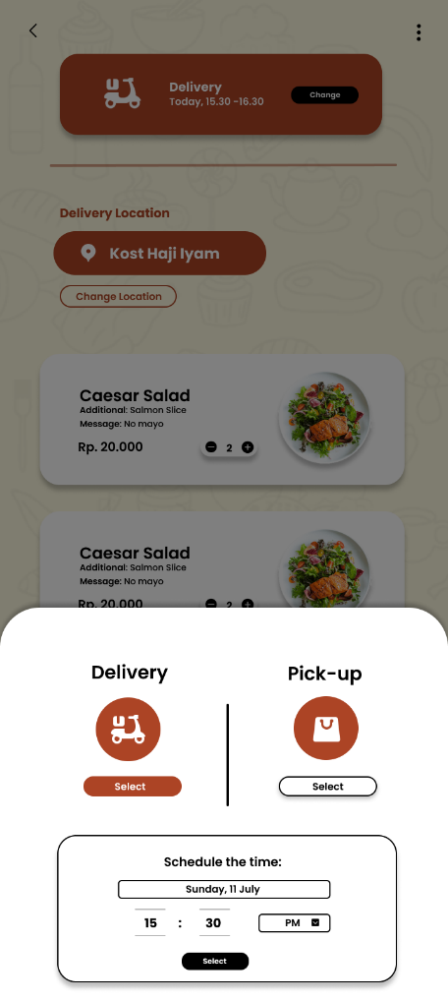 Delivery
Today, 15.30 -16.30
Change
Delivery Location
Kost Haji Iyam
Change Location
Caesar Salad
Additional: Salmon Slice
Message: No mayo
Rp. 20.000
2
Caesar Salad
Additional: Salmon Slice
Message: No mayo
Rp. 20.000
2
Delivery
Pick-up
Select
Select
Schedule the time:
Sunday, 11 July
15 : 30 PM
Select